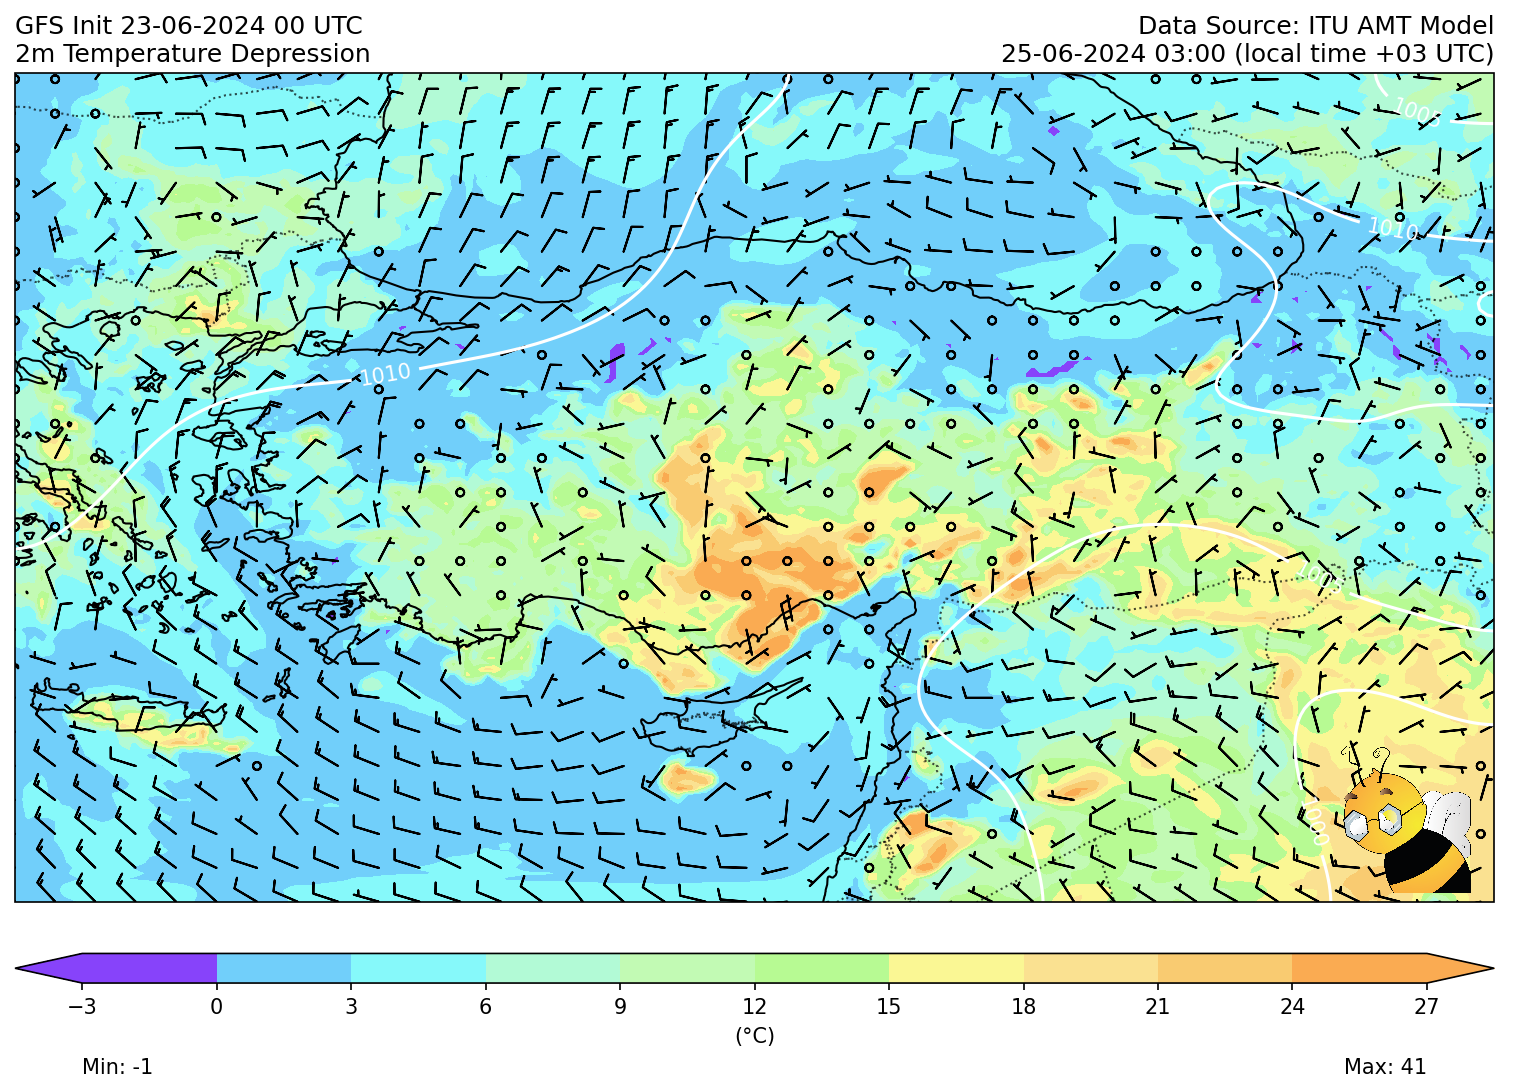 GFS Init 23-06-2024 00 UTC
Data Source: ITU AMT Model
2m Temperature Depression
25-06-2024 03:00 (local time +03 UTC)
1005
1010
1010
1005
1000
−3 0 3 6 9 12 15 18 21 24 27
(°C)
Min: -1
Max: 41